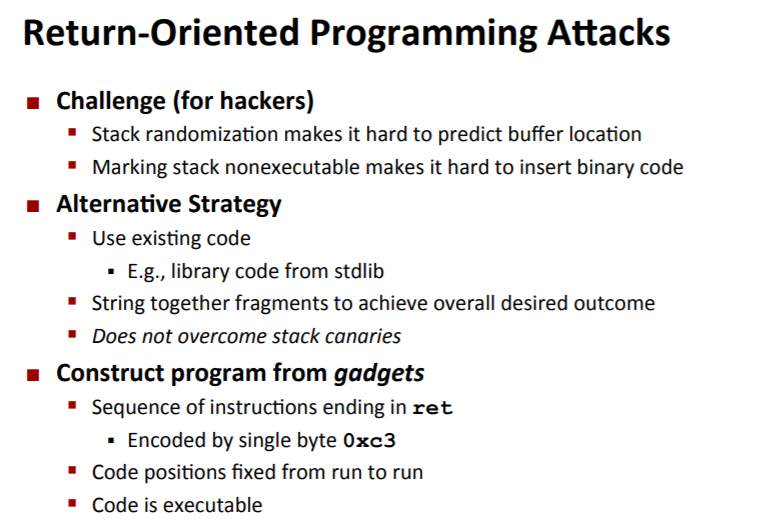 Return-Oriented Programming Attacks
Challenge (for hackers)
Stack randomization makes it hard to predict buffer location
Marking stack nonexecutable makes it hard to insert binary code
Alternative Strategy
Use existing code
E.g., library code from stdlib
String together fragments to achieve overall desired outcome
Does not overcome stack canaries
Construct program from gadgets
Sequence of instructions ending in ret
Encoded by single byte 0xc3
Code positions fixed from run to run
Code is executable